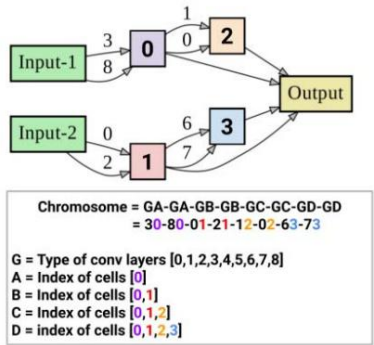 1
3
0
2
0
8
Input-1
Output
Input-2
0
6
3
2
1
7
Chromosome = GA-GA-GB-GB-GC-GC-GD-GD
= 30-80-01-21-12-02-63-73
G = Type of conv layers [0,1,2,3,4,5,6,7,8]
A = Index of cells [0]
B = Index of cells [0,1]
C = Index of cells [0,1,2]
D = index of cells [0,1,2,3]